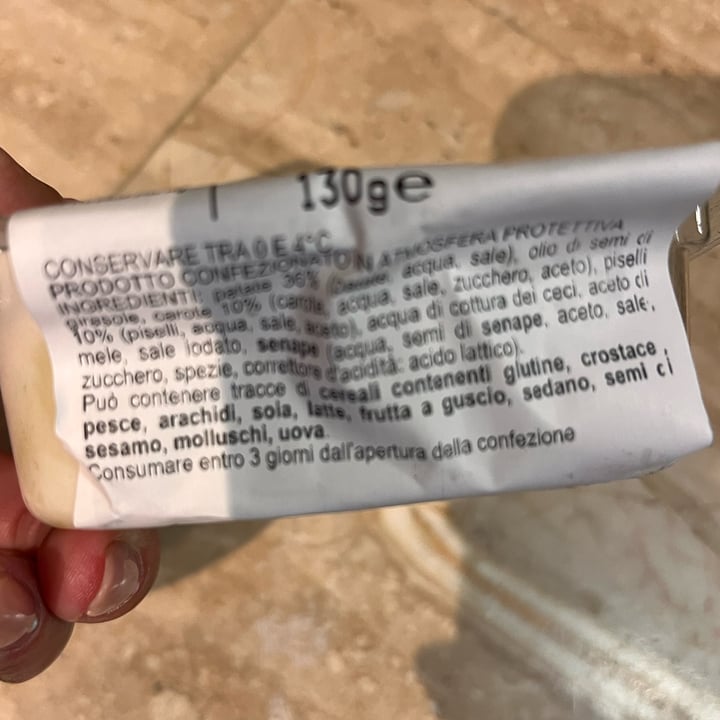 130g e
CONSERVARE TRA 0 E 4°C
PRODOTTO CONFEZIONATO IN ATMOSFERA PROTETTIVA
INGREDIENTI: patate 36% (patate, acqua, sale), olio di semi di
girasole, carote 10% (carote, acqua, sale, zucchero, aceto), piselli
10% (piselli, acqua, sale, aceto), acqua di cottura dei ceci, aceto di
mele, sale iodato, senape (acqua, semi di senape, aceto, sale,
zucchero, spezie, correttore d'acidità: acido lattico).
Può contenere tracce di cereali contenenti glutine, crostacei,
pesce, arachidi, soia, latte, frutta a guscio, sedano, semi di
sesamo, molluschi, uova.
Consumare entro 3 giorni dall'apertura della confezione